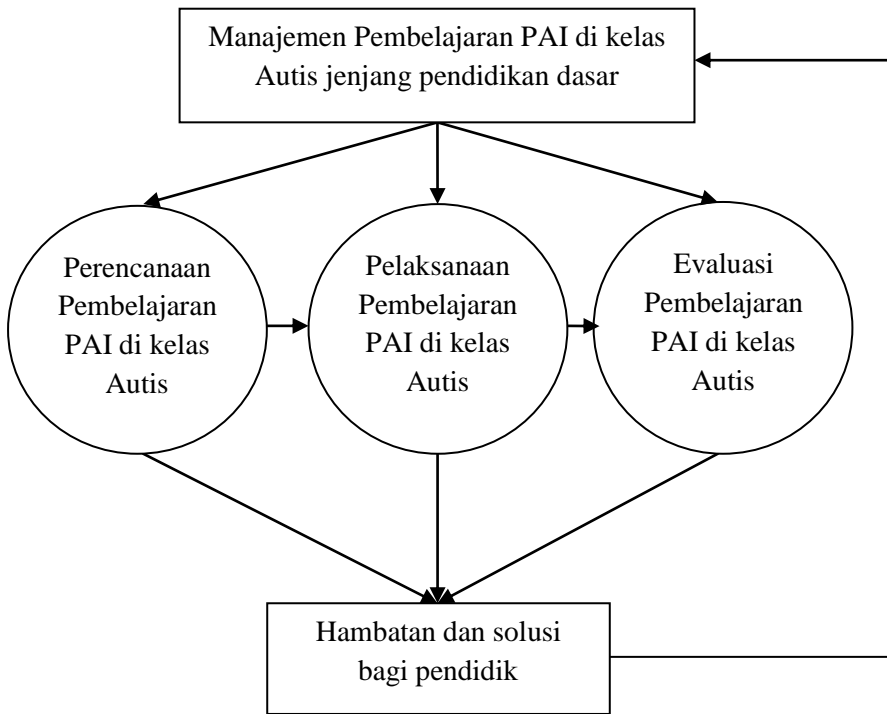 Manajemen Pembelajaran PAI di kelas
Autis jenjang pendidikan dasar
Perencanaan
Pembelajaran
PAI di kelas
Autis
Pelaksanaan
Pembelajaran
PAI di kelas
Autis
Evaluasi
Pembelajaran
PAI di kelas
Autis
Hambatan dan solusi
bagi pendidik